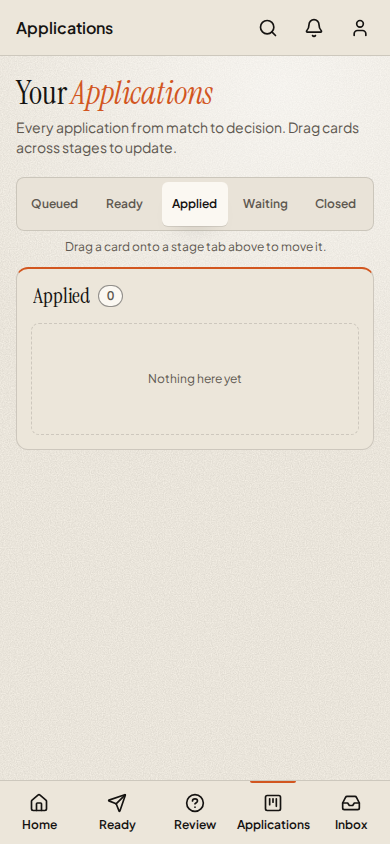 Applications
Your Applications
Every application from match to decision. Drag cards
across stages to update.
Queued Ready Applied Waiting Closed
Drag a card onto a stage tab above to move it.
Applied 0
Nothing here yet
Home Ready Review Applications Inbox